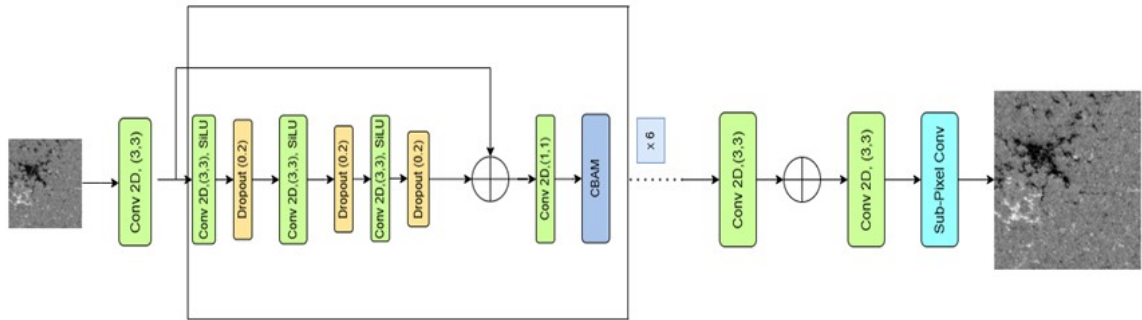 Conv 2D, (3,3)
Conv 2D,(3,3), SiLU
Dropout (0.2)
Conv 2D,(3,3), SiLU
Dropout (0.2)
Conv 2D,(3,3), SiLU
Dropout (0.2)
Conv 2D,(1,1)
CBAM
x 6
Conv 2D,(3,3)
Conv 2D, (3,3)
Sub-Pixel Conv